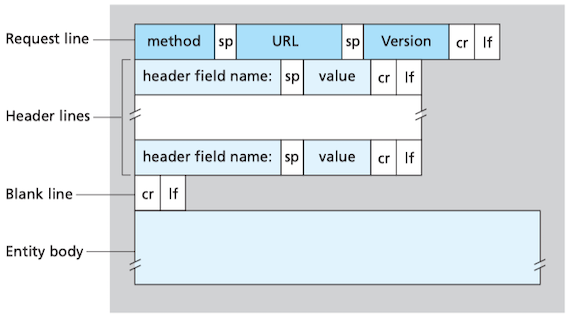 Request line method sp URL sp Version cr lf
header field name: sp value cr lf
Header lines
header field name: sp value cr lf
Blank line cr lf
Entity body